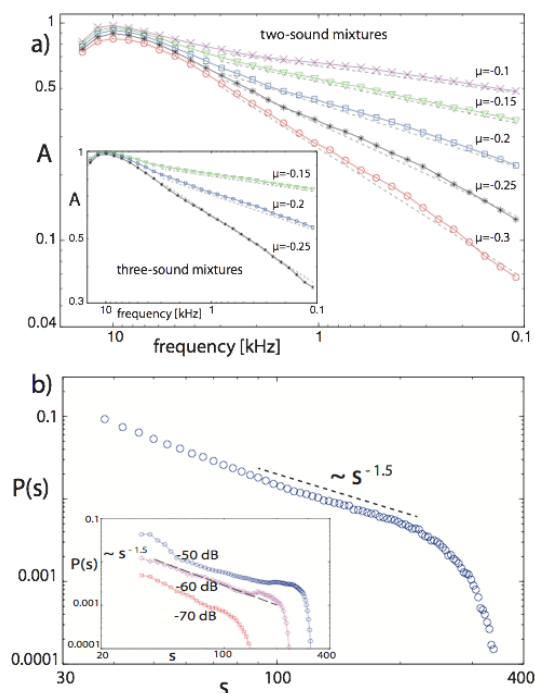 a)
two-sound mixtures
1
0.5
0.1
0.04
A
μ=-0.1
μ=-0.15
μ=-0.2
μ=-0.25
μ=-0.3
1
A
0.3
μ=-0.15
μ=-0.2
μ=-0.25
three-sound mixtures
10
1
0.1
frequency [kHz]
10
1
0.1
frequency [kHz]
b)
0.1
P(s)
0.001
0.0001
~ s -1.5
0.1
P(s)
~ s -1.5
-50 dB
-60 dB
-70 dB
0.001
0.0001
20
100
400
s
30
100
400
s